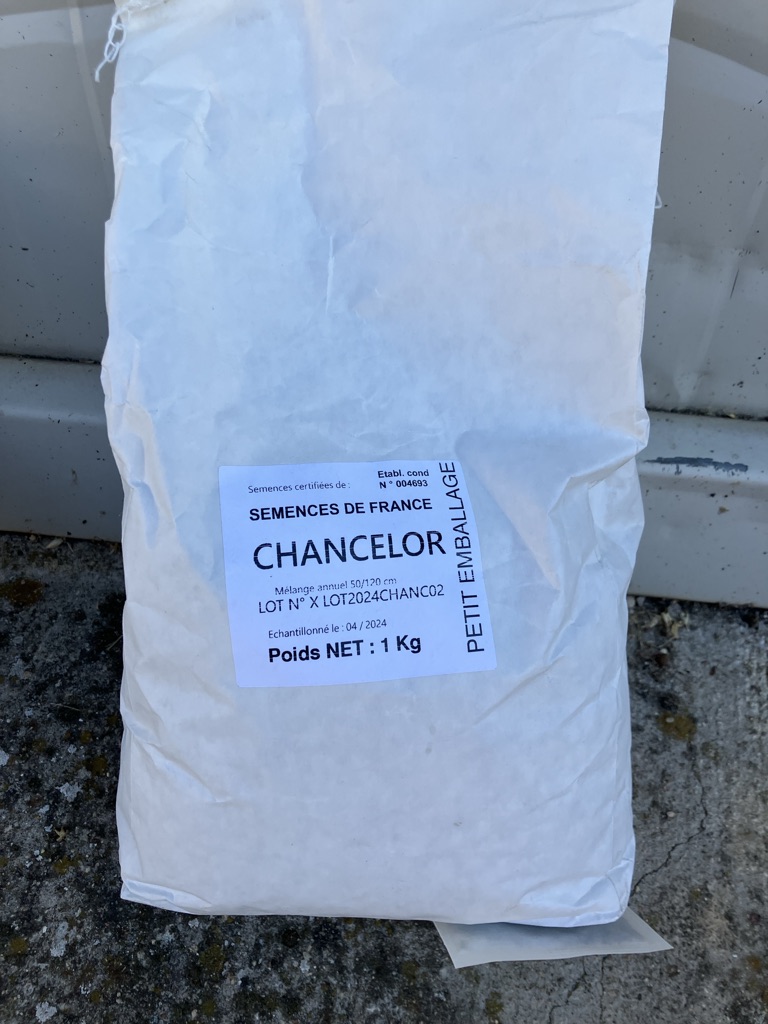 Semences certifiées de :
Etabl. cond
N ° 004693
SEMENCES DE FRANCE
CHANCELOR
Mélange annuel 50/120 cm
LOT N° X LOT2024CHANC02
Echantillonné le : 04 / 2024
Poids NET : 1 Kg
PETIT EMBALLAGE